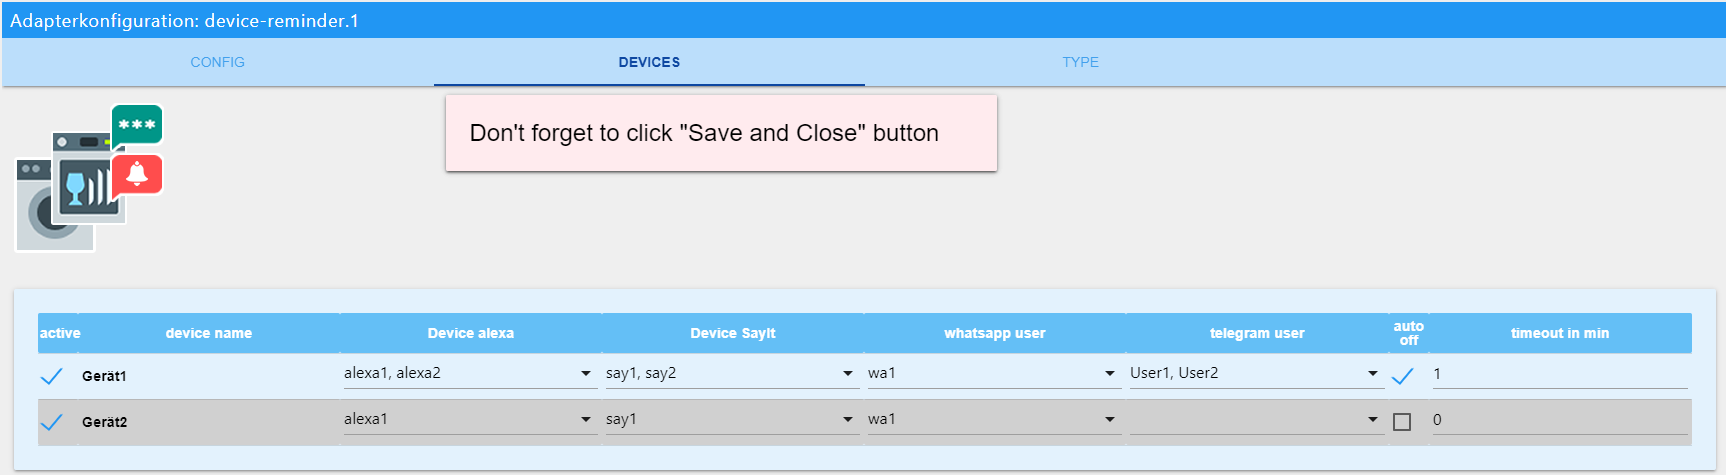 Adapterkonfiguration: device-reminder.1
CONFIG DEVICES TYPE
***
Don't forget to click "Save and Close" button
active device name Device alexa Device SayIt whatsapp user telegram user auto off timeout in min
Gerät1 alexa1, alexa2 say1, say2 wa1 User1, User2 1
Gerät2 alexa1 say1 wa1 0